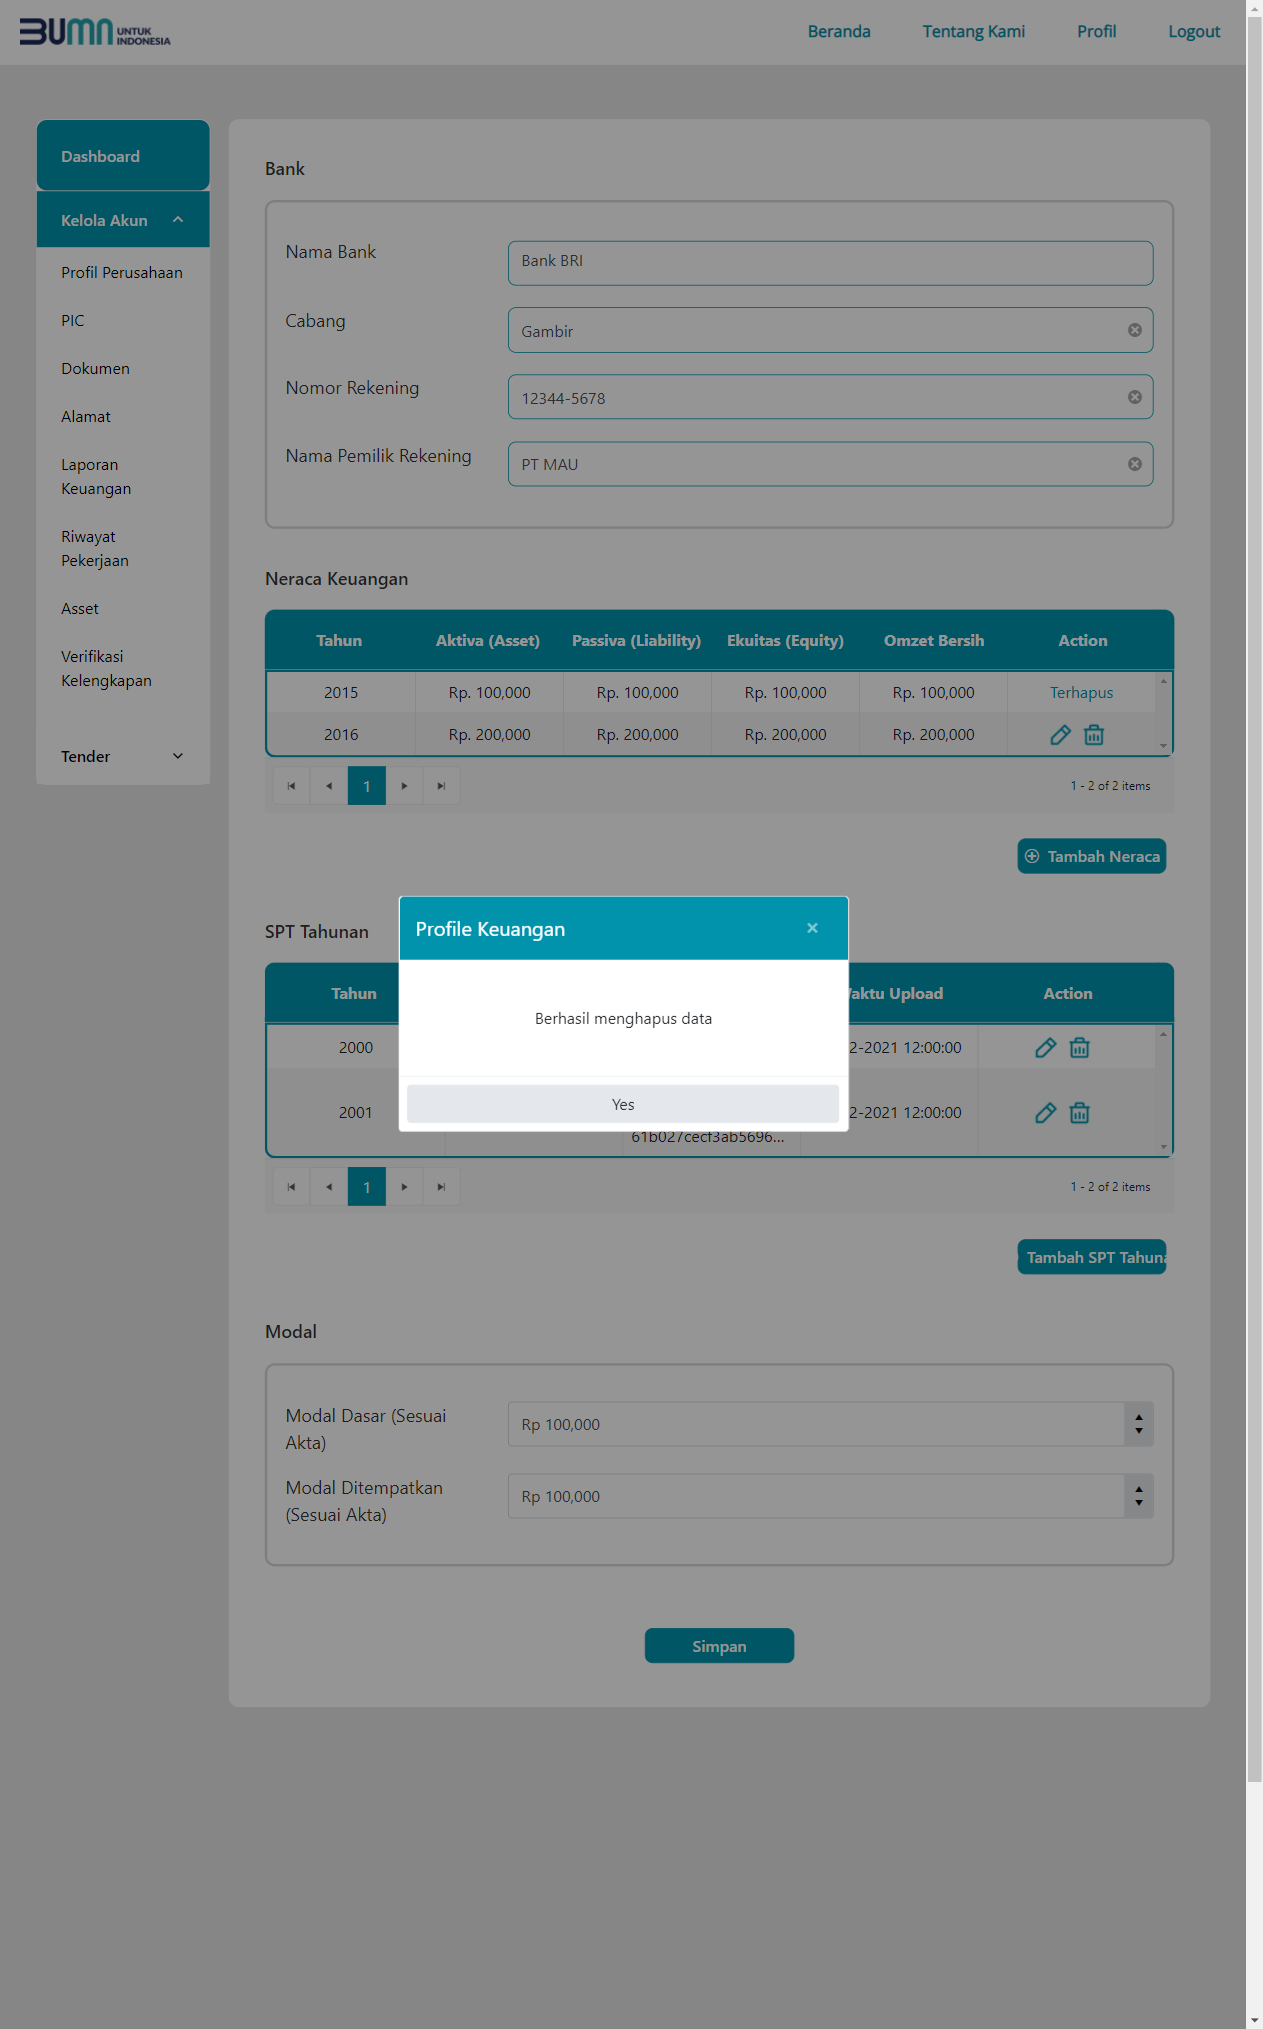 BUMN UNTUK INDONESIA
Beranda Tentang Kami Profil Logout
Dashboard
Kelola Akun
Profil Perusahaan
PIC
Dokumen
Alamat
Laporan
Keuangan
Riwayat
Pekerjaan
Asset
Verifikasi
Kelengkapan
Tender
Bank
Nama Bank Bank BRI
Cabang Gambir
Nomor Rekening 12344-5678
Nama Pemilik Rekening PT MAU
Neraca Keuangan
Tahun Aktiva (Asset) Passiva (Liability) Ekuitas (Equity) Omzet Bersih Action
2015 Rp. 100,000 Rp. 100,000 Rp. 100,000 Rp. 100,000 Terhapus
2016 Rp. 200,000 Rp. 200,000 Rp. 200,000 Rp. 200,000
1 1 - 2 of 2 items
Tambah Neraca
SPT Tahunan
Profile Keuangan
Berhasil menghapus data
Yes
Tahun Upload Action
2000 2-2021 12:00:00
2001 2-2021 12:00:00
61b027cecf3ab5696...
1 1 - 2 of 2 items
Tambah SPT Tahuna
Modal
Modal Dasar (Sesuai
Akta) Rp 100,000
Modal Ditempatkan
(Sesuai Akta) Rp 100,000
Simpan